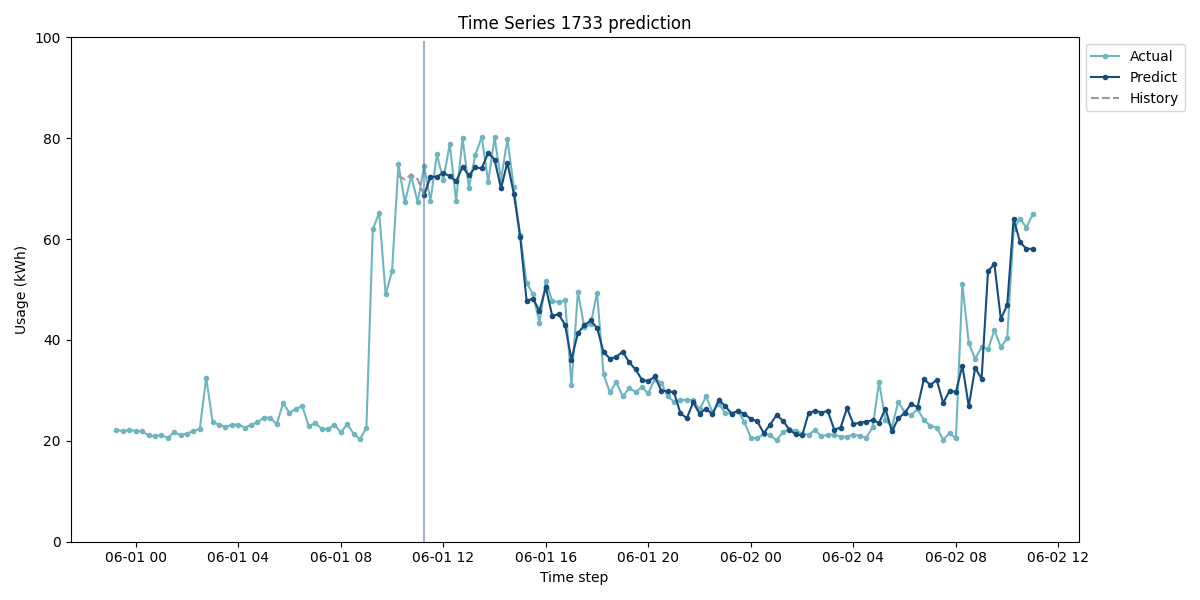 Time Series 1733 prediction
100
80
60
40
20
0
Usage (kWh)
06-01 00
06-01 04
06-01 08
06-01 12
06-01 16
06-01 20
06-02 00
06-02 04
06-02 08
06-02 12
Time step
Actual
Predict
History